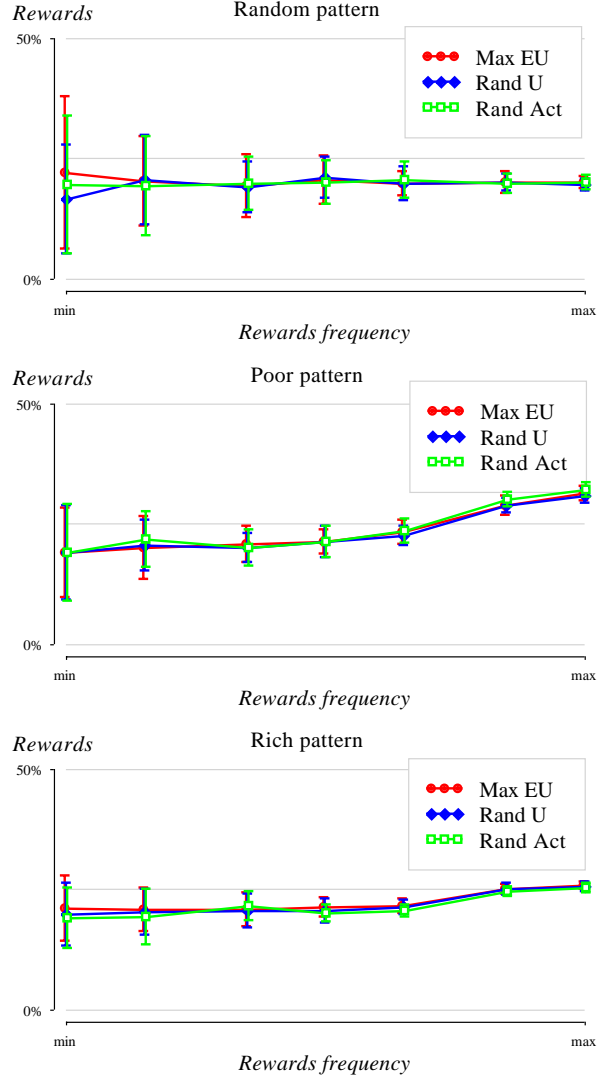 Rewards
Random pattern
50%
Max EU
Rand U
Rand Act
0%
min
max
Rewards frequency
Rewards
Poor pattern
50%
Max EU
Rand U
Rand Act
0%
min
max
Rewards frequency
Rewards
Rich pattern
50%
Max EU
Rand U
Rand Act
0%
min
max
Rewards frequency